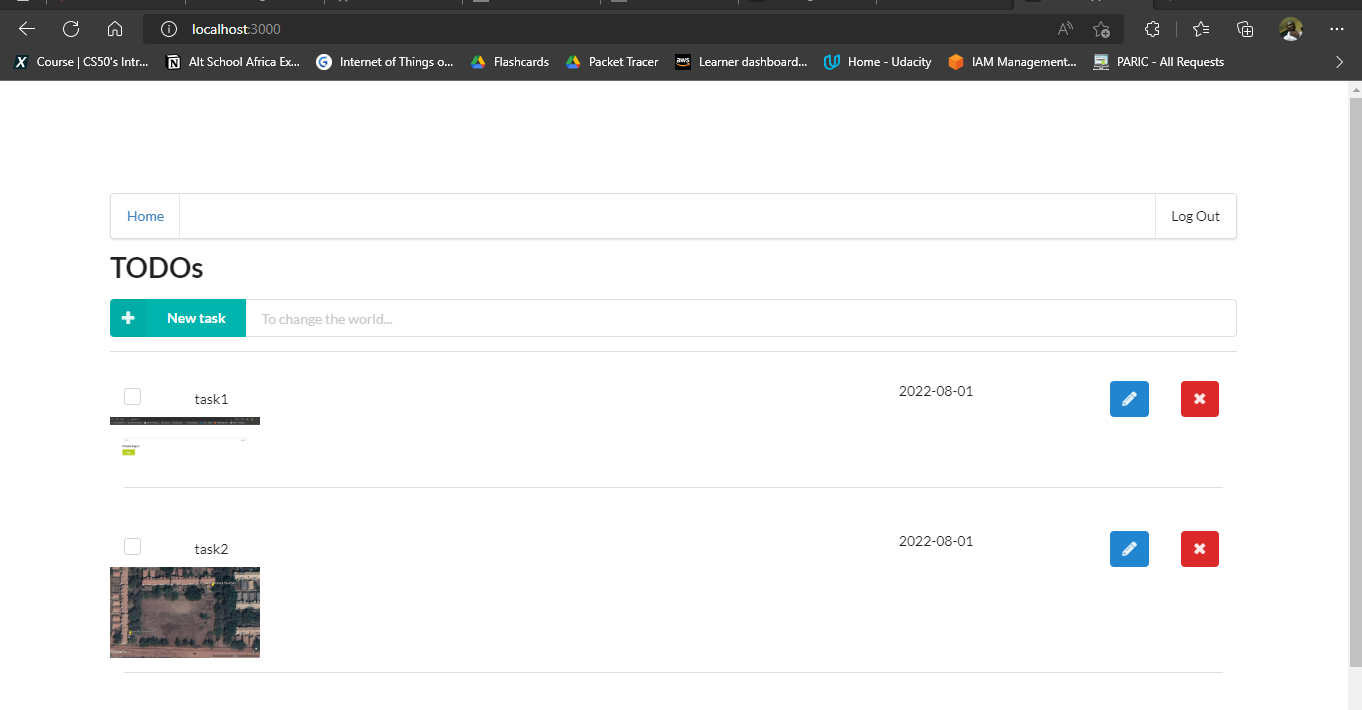 localhost:3000
Course | CS50's Intr... Alt School Africa Ex... Internet of Things o... Flashcards Packet Tracer aws Learner dashboard... Home - Udacity IAM Management... PARIC - All Requests
Home Log Out
TODOs
New task To change the world...
task1 2022-08-01
task2 2022-08-01